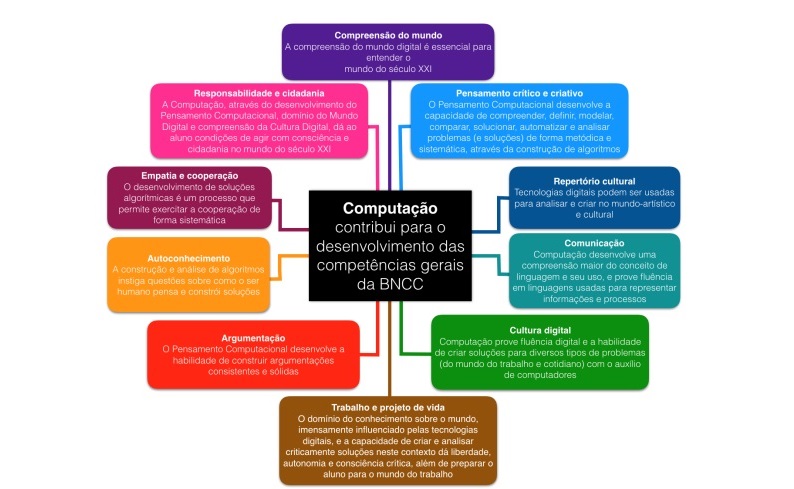 Compreensão do mundo
A compreensão do mundo digital é essencial para
entender o
mundo do século XXI
Responsabilidade e cidadania
A Computação, através do desenvolvimento do
Pensamento Computacional, domínio do Mundo
Digital e compreensão da Cultura Digital, dá ao
aluno condições de agir com consciência e
cidadania no mundo do século XXI
Pensamento crítico e criativo
O Pensamento Computacional desenvolve a
capacidade de compreender, definir, modelar,
comparar, solucionar, automatizar e analisar
problemas (e soluções) de forma metódica e
sistemática, através da construção de algoritmos
Empatia e cooperação
O desenvolvimento de soluções
algorítmicas é um processo que
permite exercitar a cooperação de
forma sistemática
Repertório cultural
Tecnologias digitais podem ser usadas
para analisar e criar no mundo-artístico
e cultural
Computação
contribui para o
desenvolvimento das
competências gerais
da BNCC
Autoconhecimento
A construção e análise de algoritmos
instiga questões sobre como o ser
humano pensa e constrói soluções
Comunicação
Computação desenvolve uma
compreensão maior do conceito de
linguagem e seu uso, e prove fluência
em linguagens usadas para representar
informações e processos
Argumentação
O Pensamento Computacional desenvolve a
habilidade de construir argumentações
consistentes e sólidas
Cultura digital
Computação prove fluência digital e a habilidade
de criar soluções para diversos tipos de problemas
(do mundo do trabalho e cotidiano) com o auxílio
de computadores
Trabalho e projeto de vida
O domínio do conhecimento sobre o mundo,
imensamente influenciado pelas tecnologias
digitais, e a capacidade de criar e analisar
criticamente soluções neste contexto dá liberdade,
autonomia e consciência crítica, além de preparar o
aluno para o mundo do trabalho